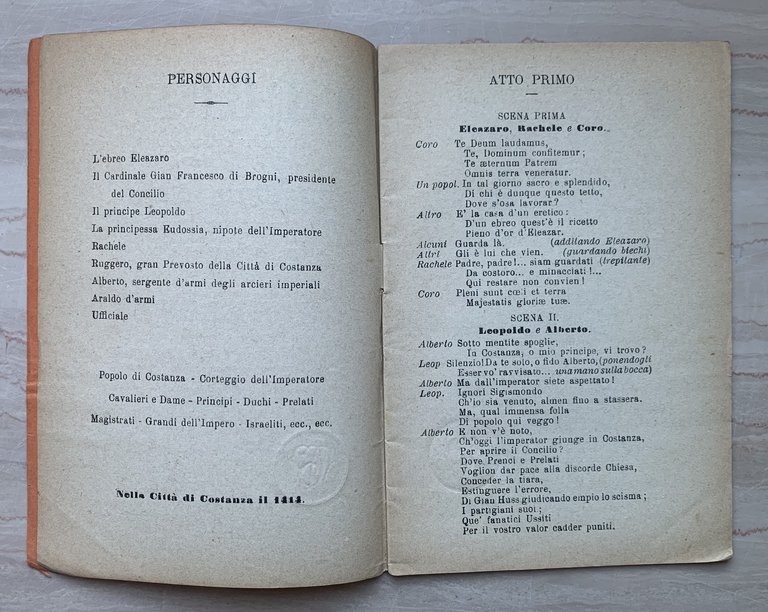 PERSONAGGI
L'ebreo Eleazaro
Il Cardinale Gian Francesco di Brogni, presidente
del Concilio
Il principe Leopoldo
La principessa Eudossia, nipote dell'Imperatore
Rachele
Ruggero, gran Prevosto della Città di Costanza
Alberto, sergente d'armi degli arcieri imperiali
Araldo d'armi
Ufficiale
Popolo di Costanza - Corteggio dell'Imperatore
Cavalieri e Dame - Principi - Duchi - Prelati
Magistrati - Grandi dell'Impero - Israeliti, ecc., ecc.
Nella Città di Costanza il 1414.
ATTO PRIMO
SCENA PRIMA
Eleazaro, Rachele e Coro.
Coro Te Deum laudamus,
Te, Dominum confitemur;
Te æternum Patrem
Omnis terra veneratur.
Un popol. In tal giorno sacro e splendido,
Di chi è dunque questo tetto,
Dove s'osa lavorar?
Altro E' la casa d'un eretico:
D'un ebreo quest'è il ricetto
Pieno d'or d'Eleazar.
Alcuni Guarda là. (additando Eleazaro)
Altri Gli è lui che vien. (guardando biechi)
Rachele Padre, padre!... siam guardati (trepitante)
Da costoro... e minacciati!...
Qui restare non convien!
Coro Pleni sunt cœli et terra
Majestatis gloriæ tuæ.
SCENA II.
Leopoldo e Alberto.
Alberto Sotto mentite spoglie,
In Costanza, o mio principe, vi trovo?
Leop Silenzio! Da te solo, o fido Alberto, (ponendogli
Esser vo' ravvisato... una mano sulla bocca)
Alberto Ma dall'imperator siete aspettato!
Leop. Ignori Sigismondo
Ch'io sia venuto, almen fino a stassera.
Ma, qual immensa folla
Di popolo qui veggo!
Alberto E non v'è noto,
Ch'oggi l'imperator giunge in Costanza,
Per aprire il Concilio?
Dove Prenci e Prelati
Voglion dar pace alla discorde Chiesa,
Conceder la tiara,
Estinguere l'errore,
Di Gian Huss giudicando empio lo scisma;
I partigiani suoi;
Que' fanatici Ussiti
Per il vostro valor cadder puniti.